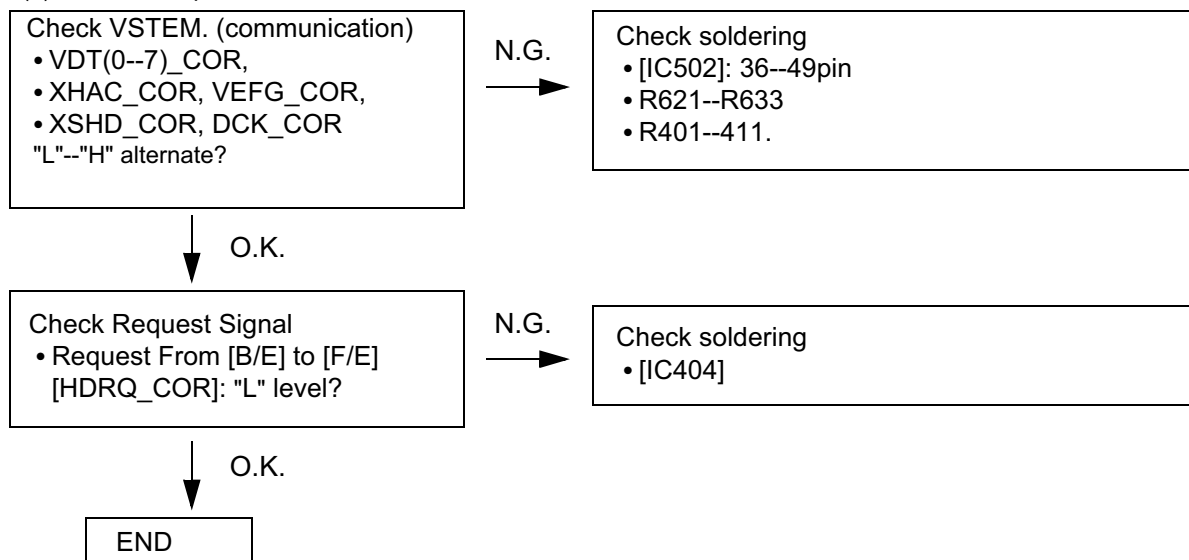 Check VSTEM. (communication)
• VDT(0--7)_COR,
• XHAC_COR, VEFG_COR,
• XSHD_COR, DCK_COR
"L"--"H" alternate?
N.G.
Check soldering
• [IC502]: 36--49pin
• R621--R633
• R401--411.
O.K.
Check Request Signal
• Request From [B/E] to [F/E]
[HDRQ_COR]: "L" level?
N.G.
Check soldering
• [IC404]
O.K.
END